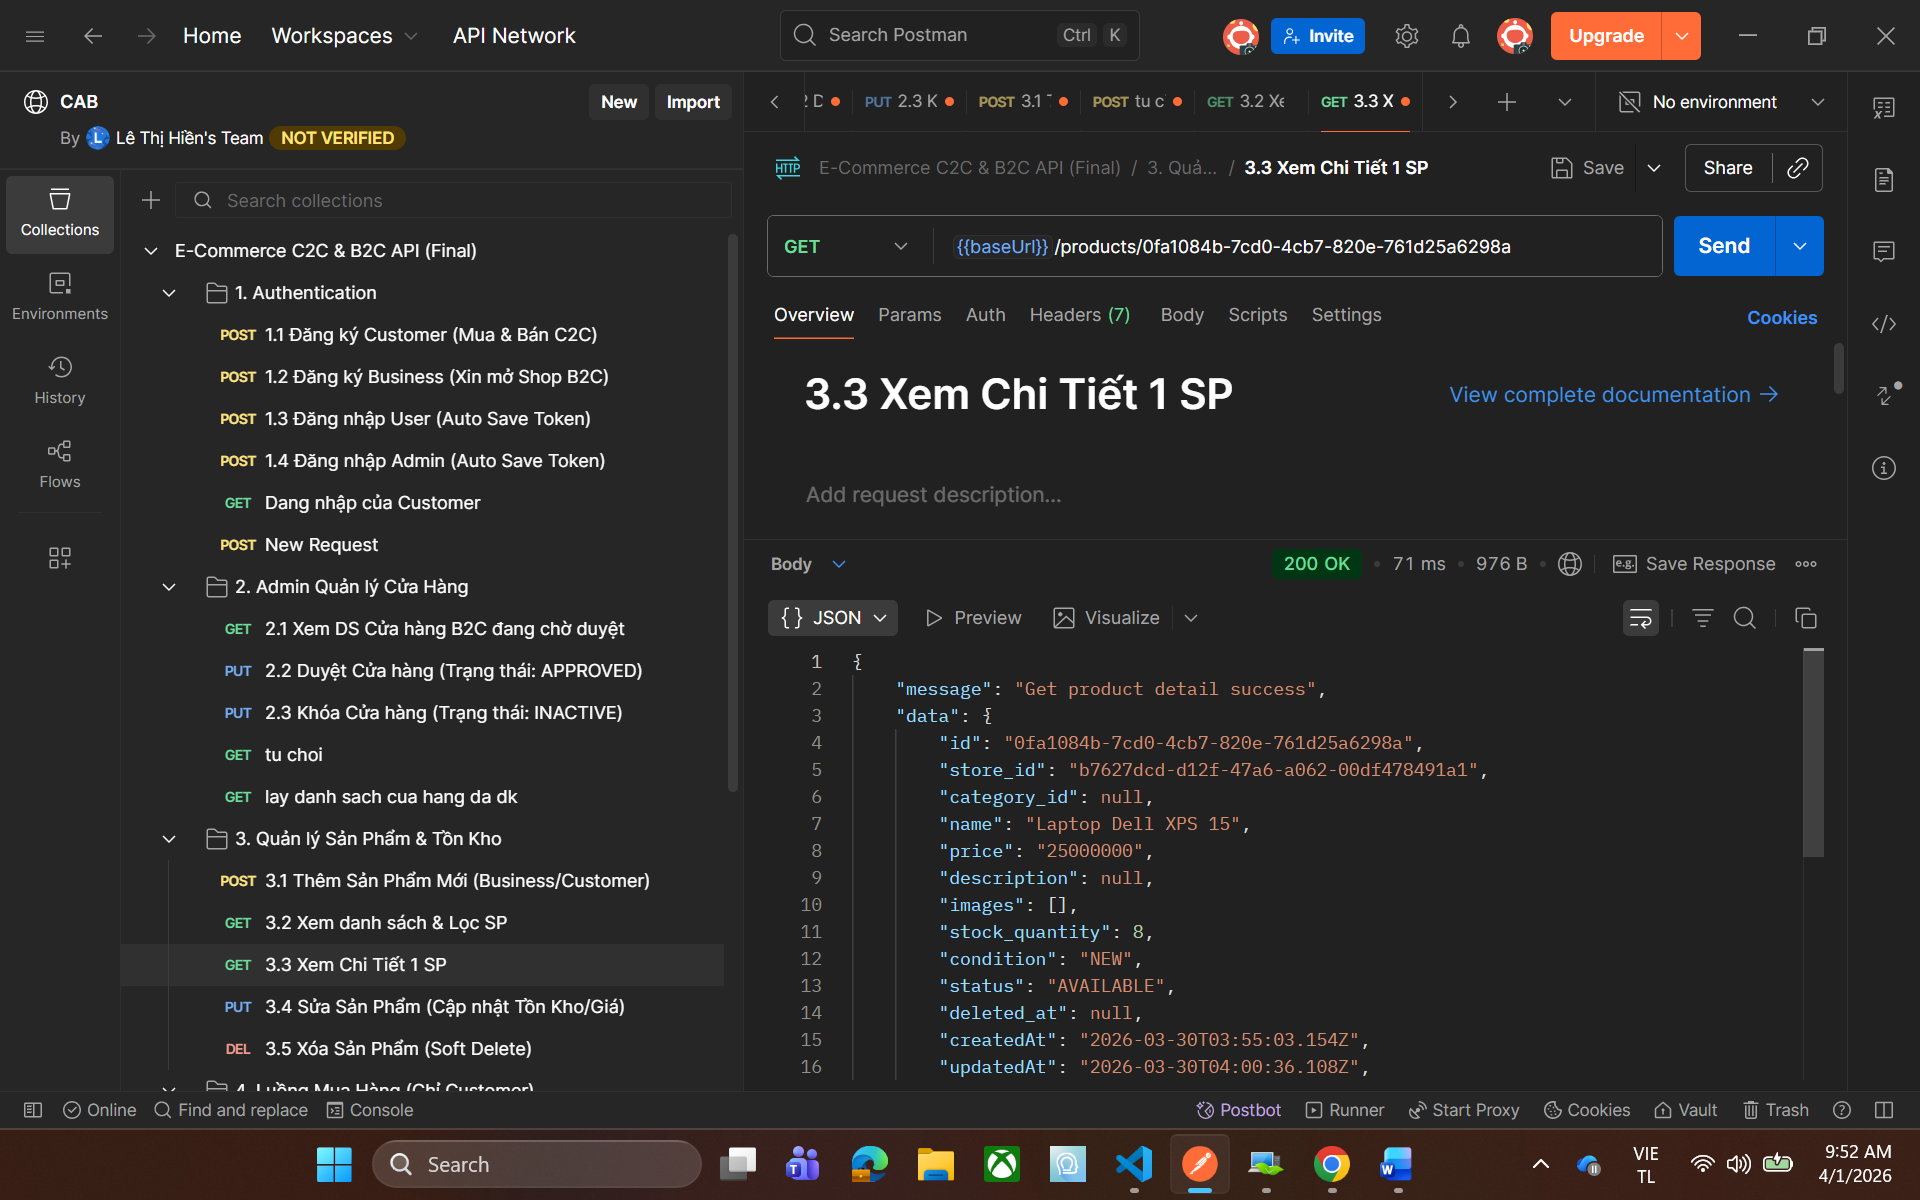 Home
Workspaces
API Network
Search Postman
Ctrl K
Invite
Upgrade
CAB
New
Import
By L Lê Thị Hiền's Team NOT VERIFIED
PUT 2.3 K
POST 3.1
POST tu c
GET 3.2 Xe
GET 3.3 X
No environment
Collections
Environments
History
Flows
Search collections
E-Commerce C2C & B2C API (Final)
1. Authentication
POST 1.1 Đăng ký Customer (Mua & Bán C2C)
POST 1.2 Đăng ký Business (Xin mở Shop B2C)
POST 1.3 Đăng nhập User (Auto Save Token)
POST 1.4 Đăng nhập Admin (Auto Save Token)
GET Dang nhập của Customer
POST New Request
2. Admin Quản lý Cửa Hàng
GET 2.1 Xem DS Cửa hàng B2C đang chờ duyệt
PUT 2.2 Duyệt Cửa hàng (Trạng thái: APPROVED)
PUT 2.3 Khóa Cửa hàng (Trạng thái: INACTIVE)
GET tu choi
GET lay danh sach cua hang da dk
3. Quản lý Sản Phẩm & Tồn Kho
POST 3.1 Thêm Sản Phẩm Mới (Business/Customer)
GET 3.2 Xem danh sách & Lọc SP
GET 3.3 Xem Chi Tiết 1 SP
PUT 3.4 Sửa Sản Phẩm (Cập nhật Tồn Kho/Giá)
DEL 3.5 Xóa Sản Phẩm (Soft Delete)
4. Luồng Mua Hàng (Chỉ Customer)
HTTP E-Commerce C2C & B2C API (Final) / 3. Quả... / 3.3 Xem Chi Tiết 1 SP
Save
Share
GET
{{baseUrl}} /products/0fa1084b-7cd0-4cb7-820e-761d25a6298a
Send
Overview
Params
Auth
Headers (7)
Body
Scripts
Settings
Cookies
3.3 Xem Chi Tiết 1 SP
View complete documentation →
Add request description...
Body
200 OK • 71 ms • 976 B
e.g. Save Response
{} JSON
Preview
Visualize
1 {
2 "message": "Get product detail success",
3 "data": {
4 "id": "0fa1084b-7cd0-4cb7-820e-761d25a6298a",
5 "store_id": "b7627dcd-d12f-47a6-a062-00df478491a1",
6 "category_id": null,
7 "name": "Laptop Dell XPS 15",
8 "price": "25000000",
9 "description": null,
10 "images": [],
11 "stock_quantity": 8,
12 "condition": "NEW",
13 "status": "AVAILABLE",
14 "deleted_at": null,
15 "createdAt": "2026-03-30T03:55:03.154Z",
16 "updatedAt": "2026-03-30T04:00:36.108Z",
Online
Find and replace
Console
Postbot
Runner
Start Proxy
Cookies
Vault
Trash
Search
VIE
TL
9:52 AM
4/1/2026